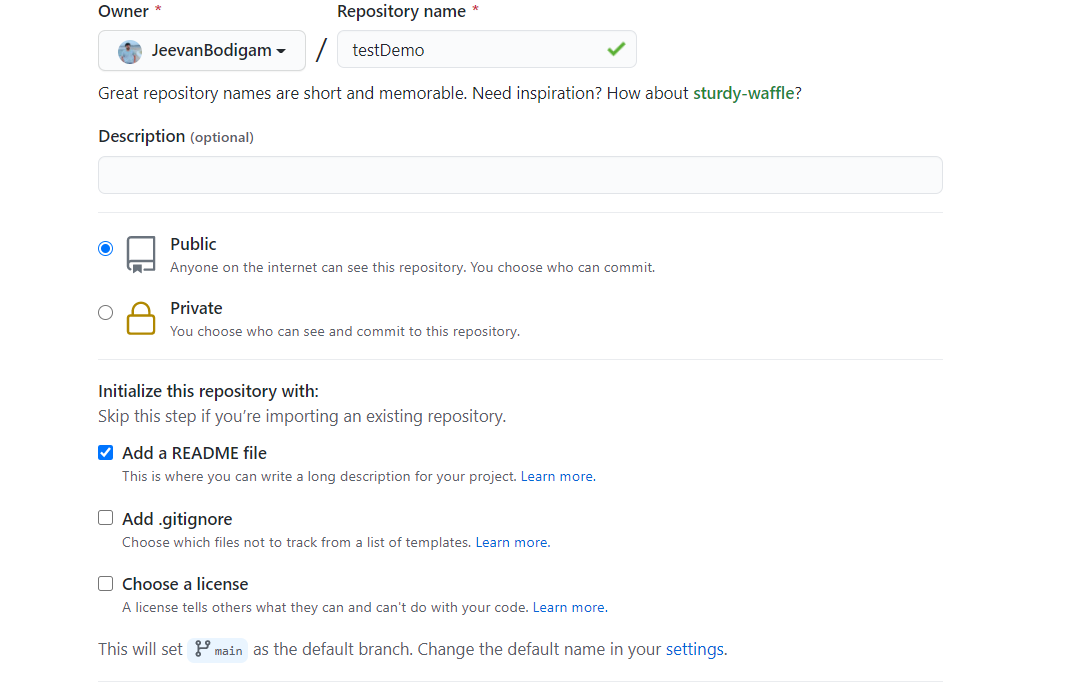 Owner * Repository name *
JeevanBodigam / testDemo
Great repository names are short and memorable. Need inspiration? How about sturdy-waffle?
Description (optional)
Public
Anyone on the internet can see this repository. You choose who can commit.
Private
You choose who can see and commit to this repository.
Initialize this repository with:
Skip this step if you’re importing an existing repository.
Add a README file
This is where you can write a long description for your project. Learn more.
Add .gitignore
Choose which files not to track from a list of templates. Learn more.
Choose a license
A license tells others what they can and can't do with your code. Learn more.
This will set main as the default branch. Change the default name in your settings.